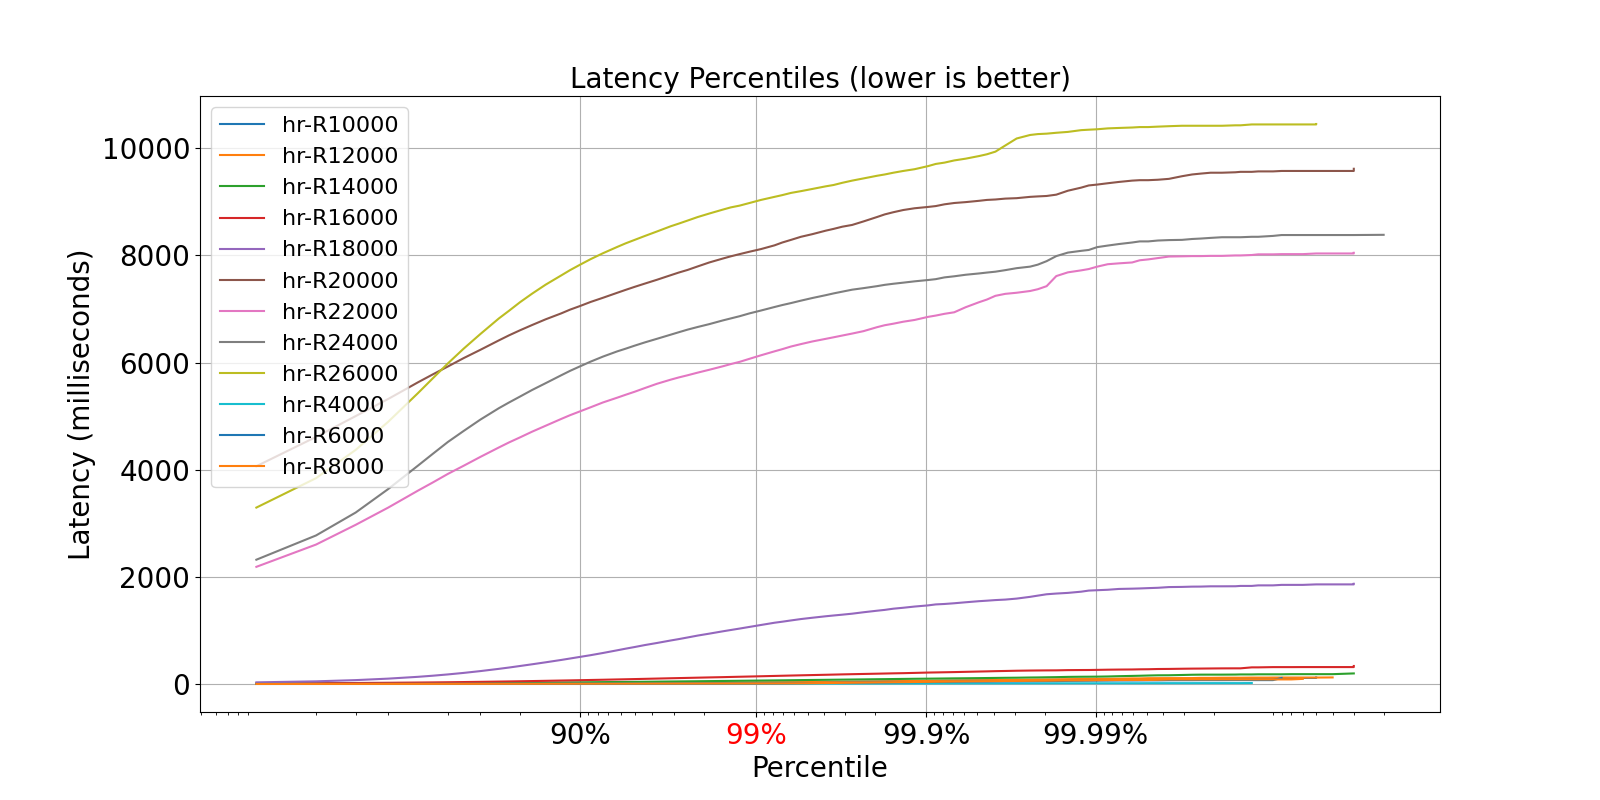 Latency Percentiles (lower is better)
hr-R10000
hr-R12000
hr-R14000
hr-R16000
hr-R18000
hr-R20000
hr-R22000
hr-R24000
hr-R26000
hr-R4000
hr-R6000
hr-R8000
10000
8000
6000
4000
2000
0
Latency (milliseconds)
90% 99% 99.9% 99.99%
Percentile